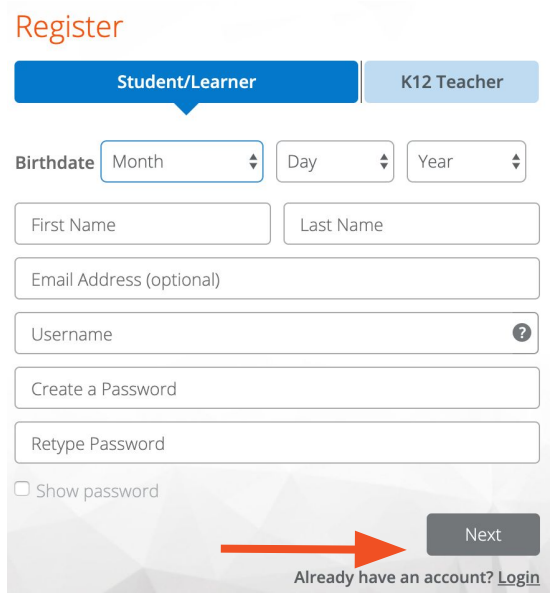 Register
Student/Learner K12 Teacher
Birthdate Month Day Year
First Name Last Name
Email Address (optional)
Username ?
Create a Password
Retype Password
Show password
Next
Already have an account? Login